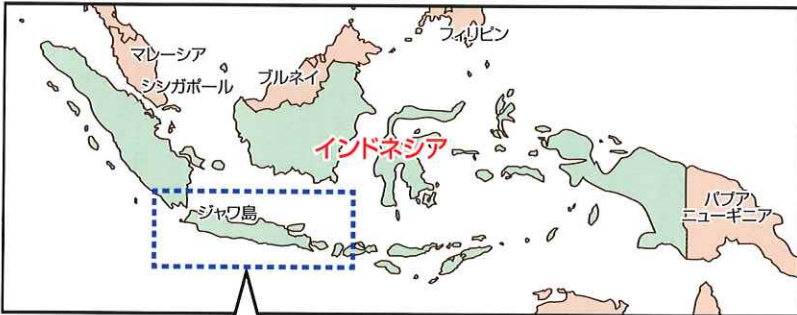 フィリピン
マレーシア
シンガポール
ブルネイ
インドネシア
ジャワ島
パプア
ニューギニア